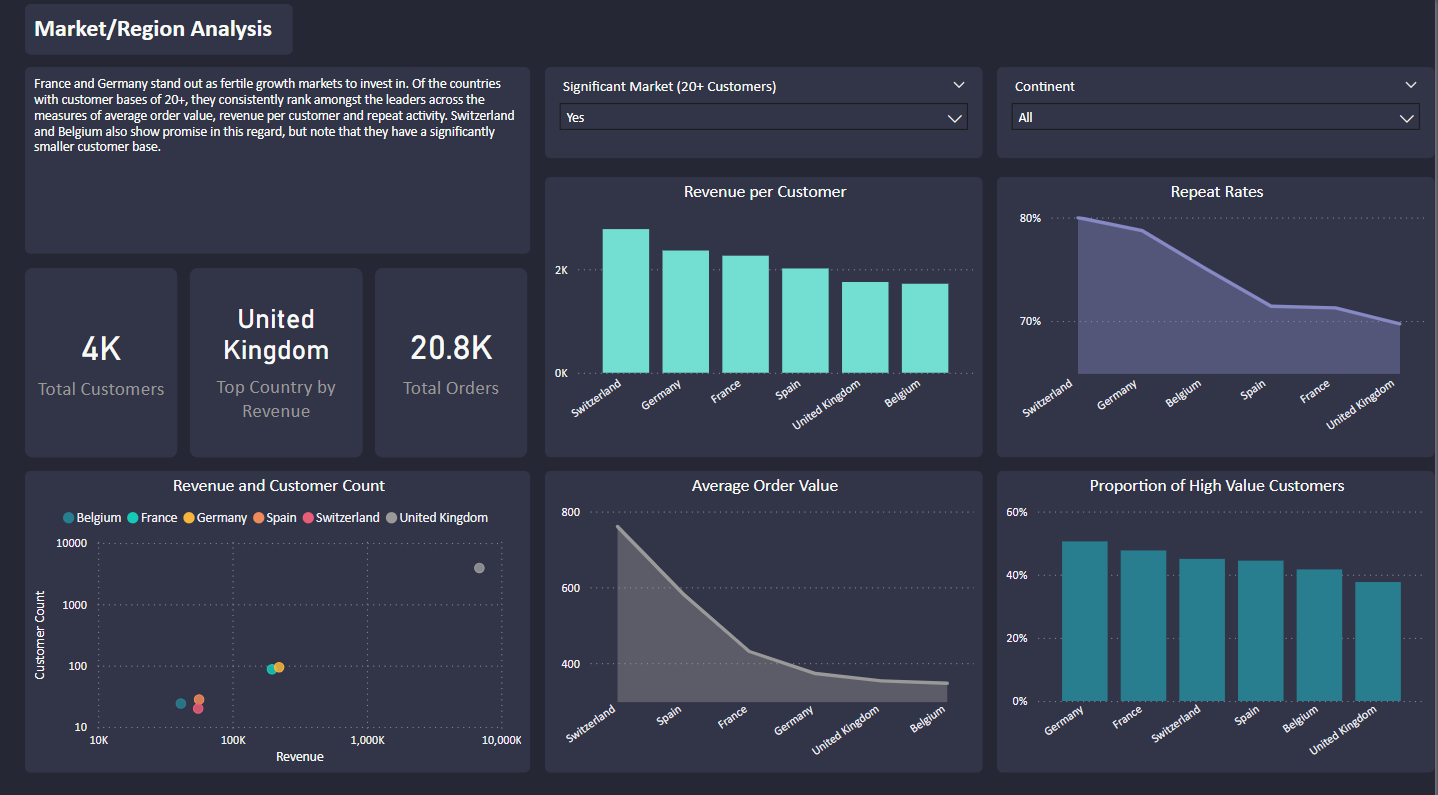 Market/Region Analysis
France and Germany stand out as fertile growth markets to invest in. Of the countries
with customer bases of 20+, they consistently rank amongst the leaders across the
measures of average order value, revenue per customer and repeat activity. Switzerland
and Belgium also show promise in this regard, but note that they have a significantly
smaller customer base.
Significant Market (20+ Customers)
Yes
Continent
All
4K
Total Customers
United
Kingdom
Top Country by
Revenue
20.8K
Total Orders
Revenue per Customer
2K
0K
Switzerland
Germany
France
Spain
United Kingdom
Belgium
Repeat Rates
80%
70%
Switzerland
Germany
Belgium
Spain
France
United Kingdom
Revenue and Customer Count
Belgium France Germany Spain Switzerland United Kingdom
Customer Count
10000
1000
100
10
10K 100K 1,000K 10,000K
Revenue
Average Order Value
800
600
400
Switzerland
Spain
France
Germany
United Kingdom
Belgium
Proportion of High Value Customers
60%
40%
20%
0%
Germany
France
Switzerland
Spain
Belgium
United Kingdom